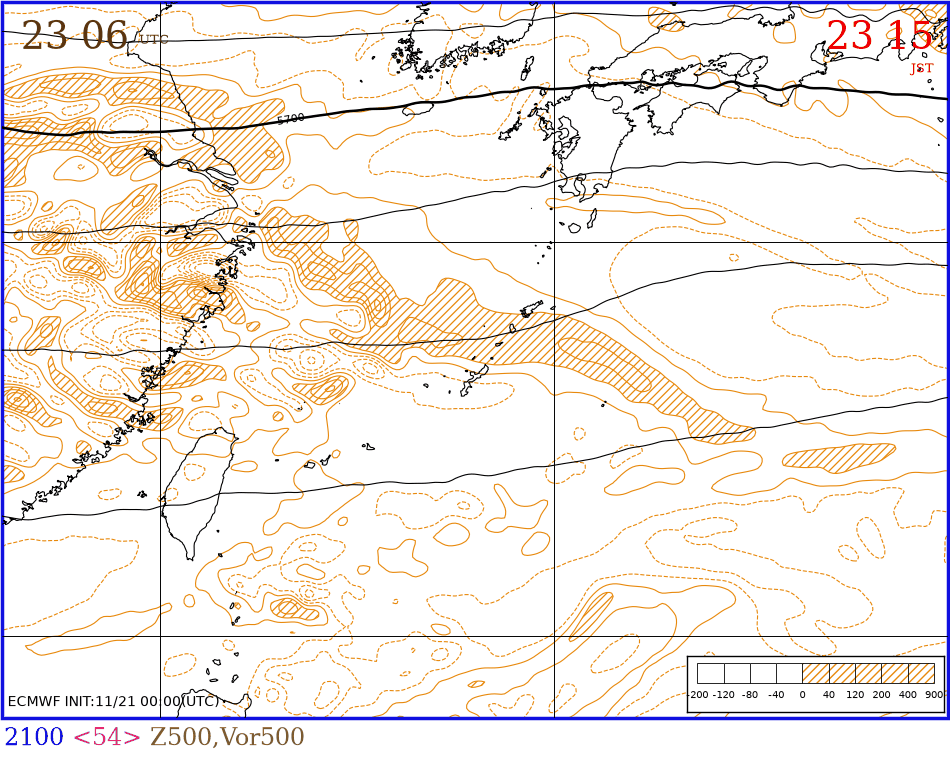 23 06 UTC
23 15
JST
5700
ECMWF INIT:11/21 00:00(UTC)
-200 -120 -80 -40 0 40 120 200 400 900
2100 <54> Z500,Vor500